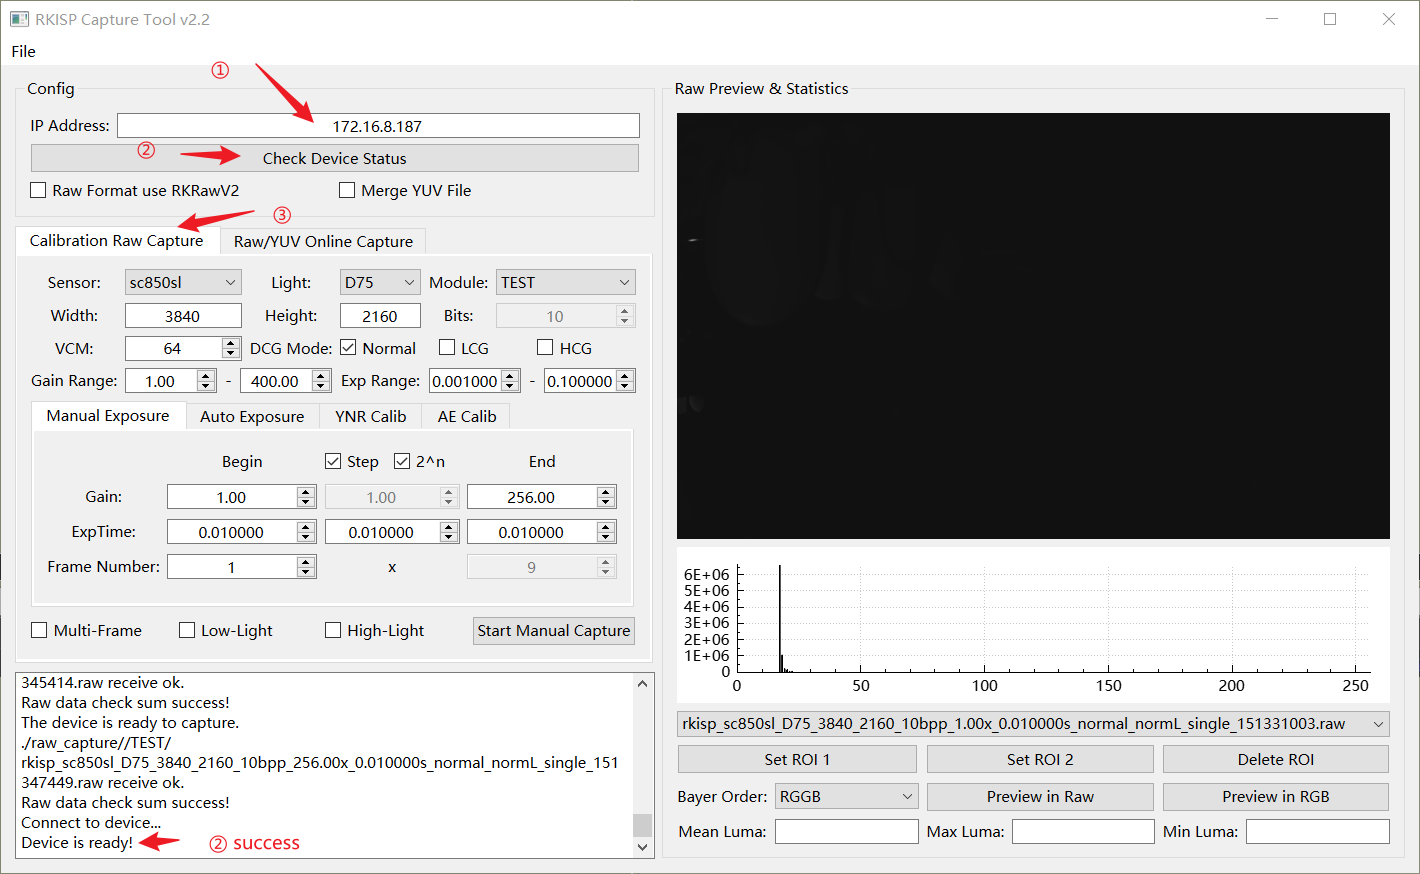 RKISP Capture Tool v2.2
File
①
Config
IP Address: 172.16.8.187
② Check Device Status
Raw Format use RKRawV2 Merge YUV File
③
Calibration Raw Capture Raw/YUV Online Capture
Sensor: sc850sl Light: D75 Module: TEST
Width: 3840 Height: 2160 Bits: 10
VCM: 64 DCG Mode: Normal LCG HCG
Gain Range: 1.00 - 400.00 Exp Range: 0.001000 - 0.100000
Manual Exposure Auto Exposure YNR Calib AE Calib
Begin Step 2^n End
Gain: 1.00 1.00 256.00
ExpTime: 0.010000 0.010000 0.010000
Frame Number: 1 x 9
Multi-Frame Low-Light High-Light Start Manual Capture
345414.raw receive ok.
Raw data check sum success!
The device is ready to capture.
./raw_capture//TEST/
rkisp_sc850sl_D75_3840_2160_10bpp_256.00x_0.010000s_normal_normL_single_151
347449.raw receive ok.
Raw data check sum success!
Connect to device...
Device is ready! ② success
Raw Preview & Statistics
6E+06
5E+06
4E+06
3E+06
2E+06
1E+06
0
0 50 100 150 200 250
rkisp_sc850sl_D75_3840_2160_10bpp_1.00x_0.010000s_normal_normL_single_151331003.raw
Set ROI 1 Set ROI 2 Delete ROI
Bayer Order: RGGB Preview in Raw Preview in RGB
Mean Luma: Max Luma: Min Luma: